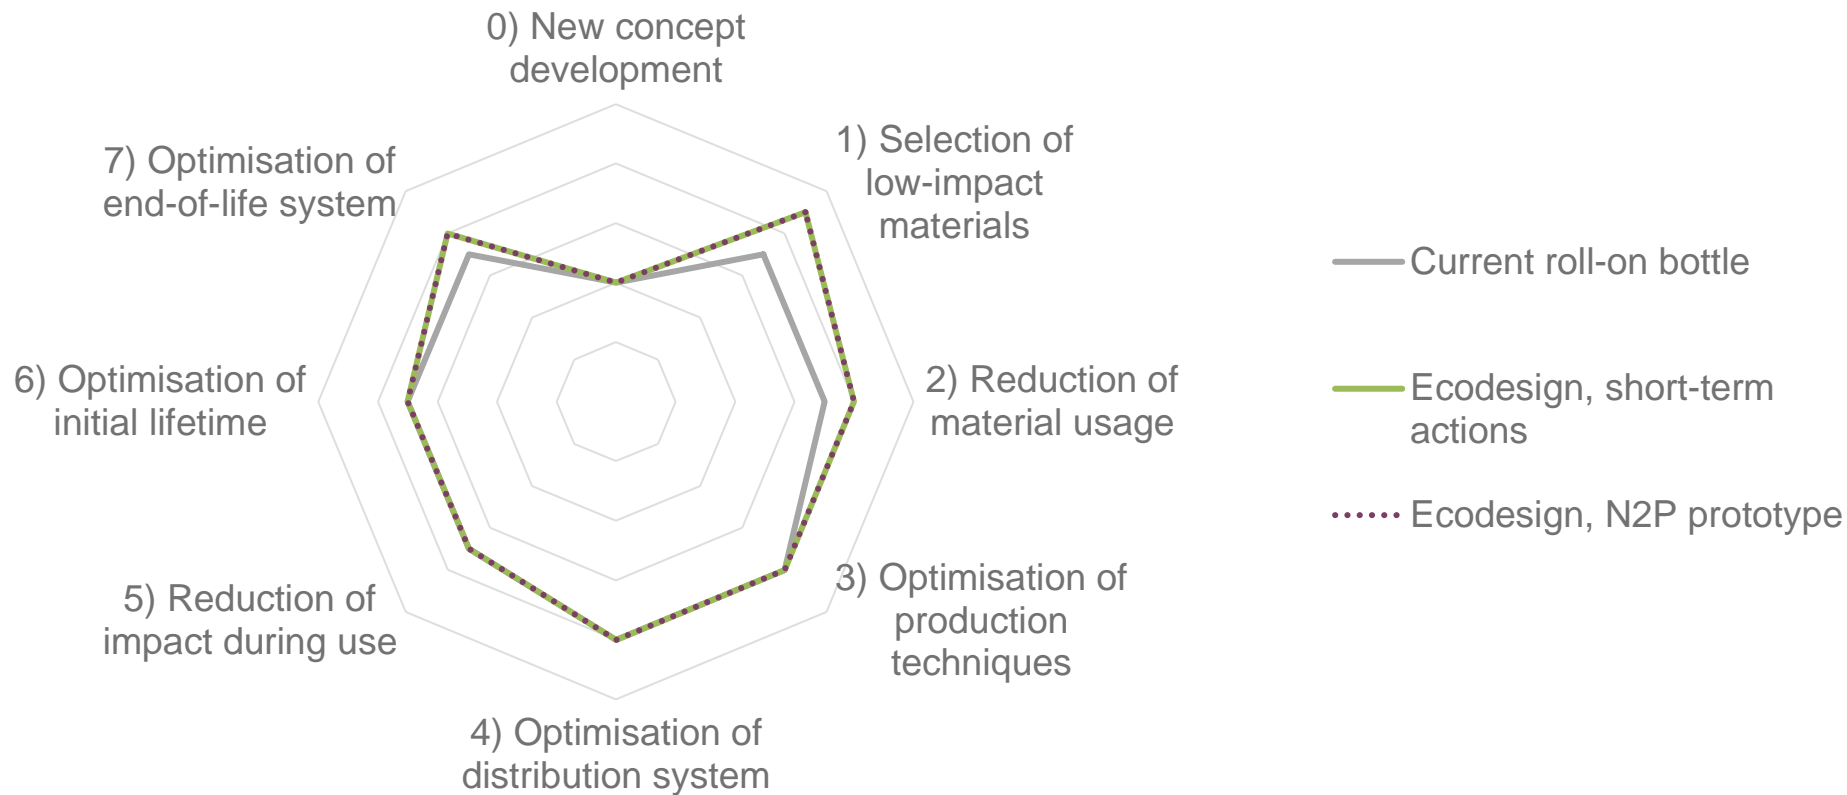 0) New concept
development
1) Selection of
low-impact
materials
2) Reduction of
material usage
3) Optimisation of
production
techniques
4) Optimisation of
distribution system
5) Reduction of
impact during use
6) Optimisation of
initial lifetime
7) Optimisation of
end-of-life system
Current roll-on bottle
Ecodesign, short-term
actions
Ecodesign, N2P prototype